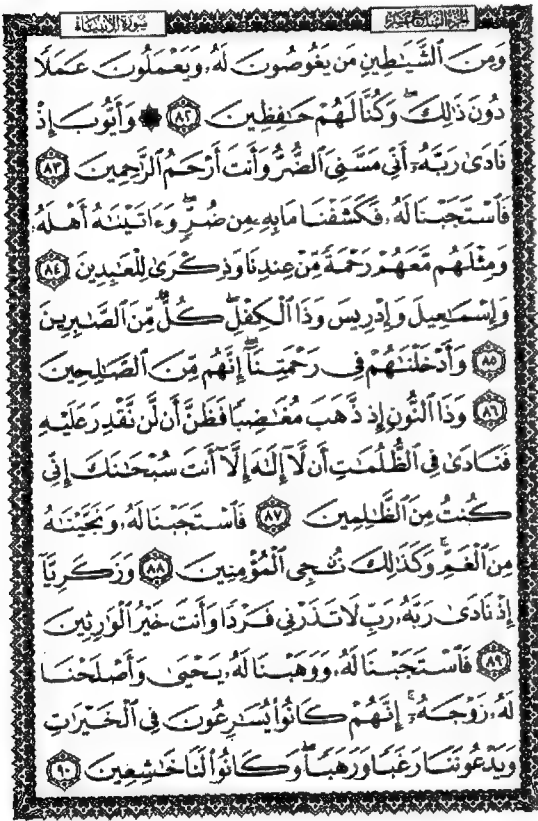 الجزء السابع عشر
سورة الأنبياء
وَمِنَ ٱلشَّيَـٰطِينِ مَن يَغُوصُونَ لَهُۥ وَيَعْمَلُونَ عَمَلًا
دُونَ ذَٰلِكَ ۖ وَكُنَّا لَهُمْ حَـٰفِظِينَ ٨٢ ۞ وَأَيُّوبَ إِذْ
نَادَىٰ رَبَّهُۥٓ أَنِّى مَسَّنِىَ ٱلضُّرُّ وَأَنتَ أَرْحَمُ ٱلرَّٰحِمِينَ ٨٣
فَٱسْتَجَبْنَا لَهُۥ فَكَشَفْنَا مَا بِهِۦ مِن ضُرٍّ ۖ وَءَاتَيْنَـٰهُ أَهْلَهُۥ
وَمِثْلَهُم مَّعَهُمْ رَحْمَةً مِّنْ عِندِنَا وَذِكْرَىٰ لِلْعَـٰبِدِينَ ٨٤
وَإِسْمَـٰعِيلَ وَإِدْرِيسَ وَذَا ٱلْكِفْلِ ۖ كُلٌّ مِّنَ ٱلصَّـٰبِرِينَ
٨٥ وَأَدْخَلْنَـٰهُمْ فِى رَحْمَتِنَآ ۖ إِنَّهُم مِّنَ ٱلصَّـٰلِحِينَ
٨٦ وَذَا ٱلنُّونِ إِذ ذَّهَبَ مُغَـٰضِبًا فَظَنَّ أَن لَّن نَّقْدِرَ عَلَيْهِ
فَنَادَىٰ فِى ٱلظُّلُمَـٰتِ أَن لَّآ إِلَـٰهَ إِلَّآ أَنتَ سُبْحَـٰنَكَ إِنِّى
كُنتُ مِنَ ٱلظَّـٰلِمِينَ ٨٧ فَٱسْتَجَبْنَا لَهُۥ وَنَجَّيْنَـٰهُ
مِنَ ٱلْغَمِّ ۚ وَكَذَٰلِكَ نُـۨجِى ٱلْمُؤْمِنِينَ ٨٨ وَزَكَرِيَّآ
إِذْ نَادَىٰ رَبَّهُۥ رَبِّ لَا تَذَرْنِى فَرْدًا وَأَنتَ خَيْرُ ٱلْوَٰرِثِينَ
٨٩ فَٱسْتَجَبْنَا لَهُۥ وَوَهَبْنَا لَهُۥ يَحْيَىٰ وَأَصْلَحْنَا
لَهُۥ زَوْجَهُۥٓ ۚ إِنَّهُمْ كَانُوا۟ يُسَـٰرِعُونَ فِى ٱلْخَيْرَٰتِ
وَيَدْعُونَنَا رَغَبًا وَرَهَبًا ۖ وَكَانُوا۟ لَنَا خَـٰشِعِينَ ٩٠